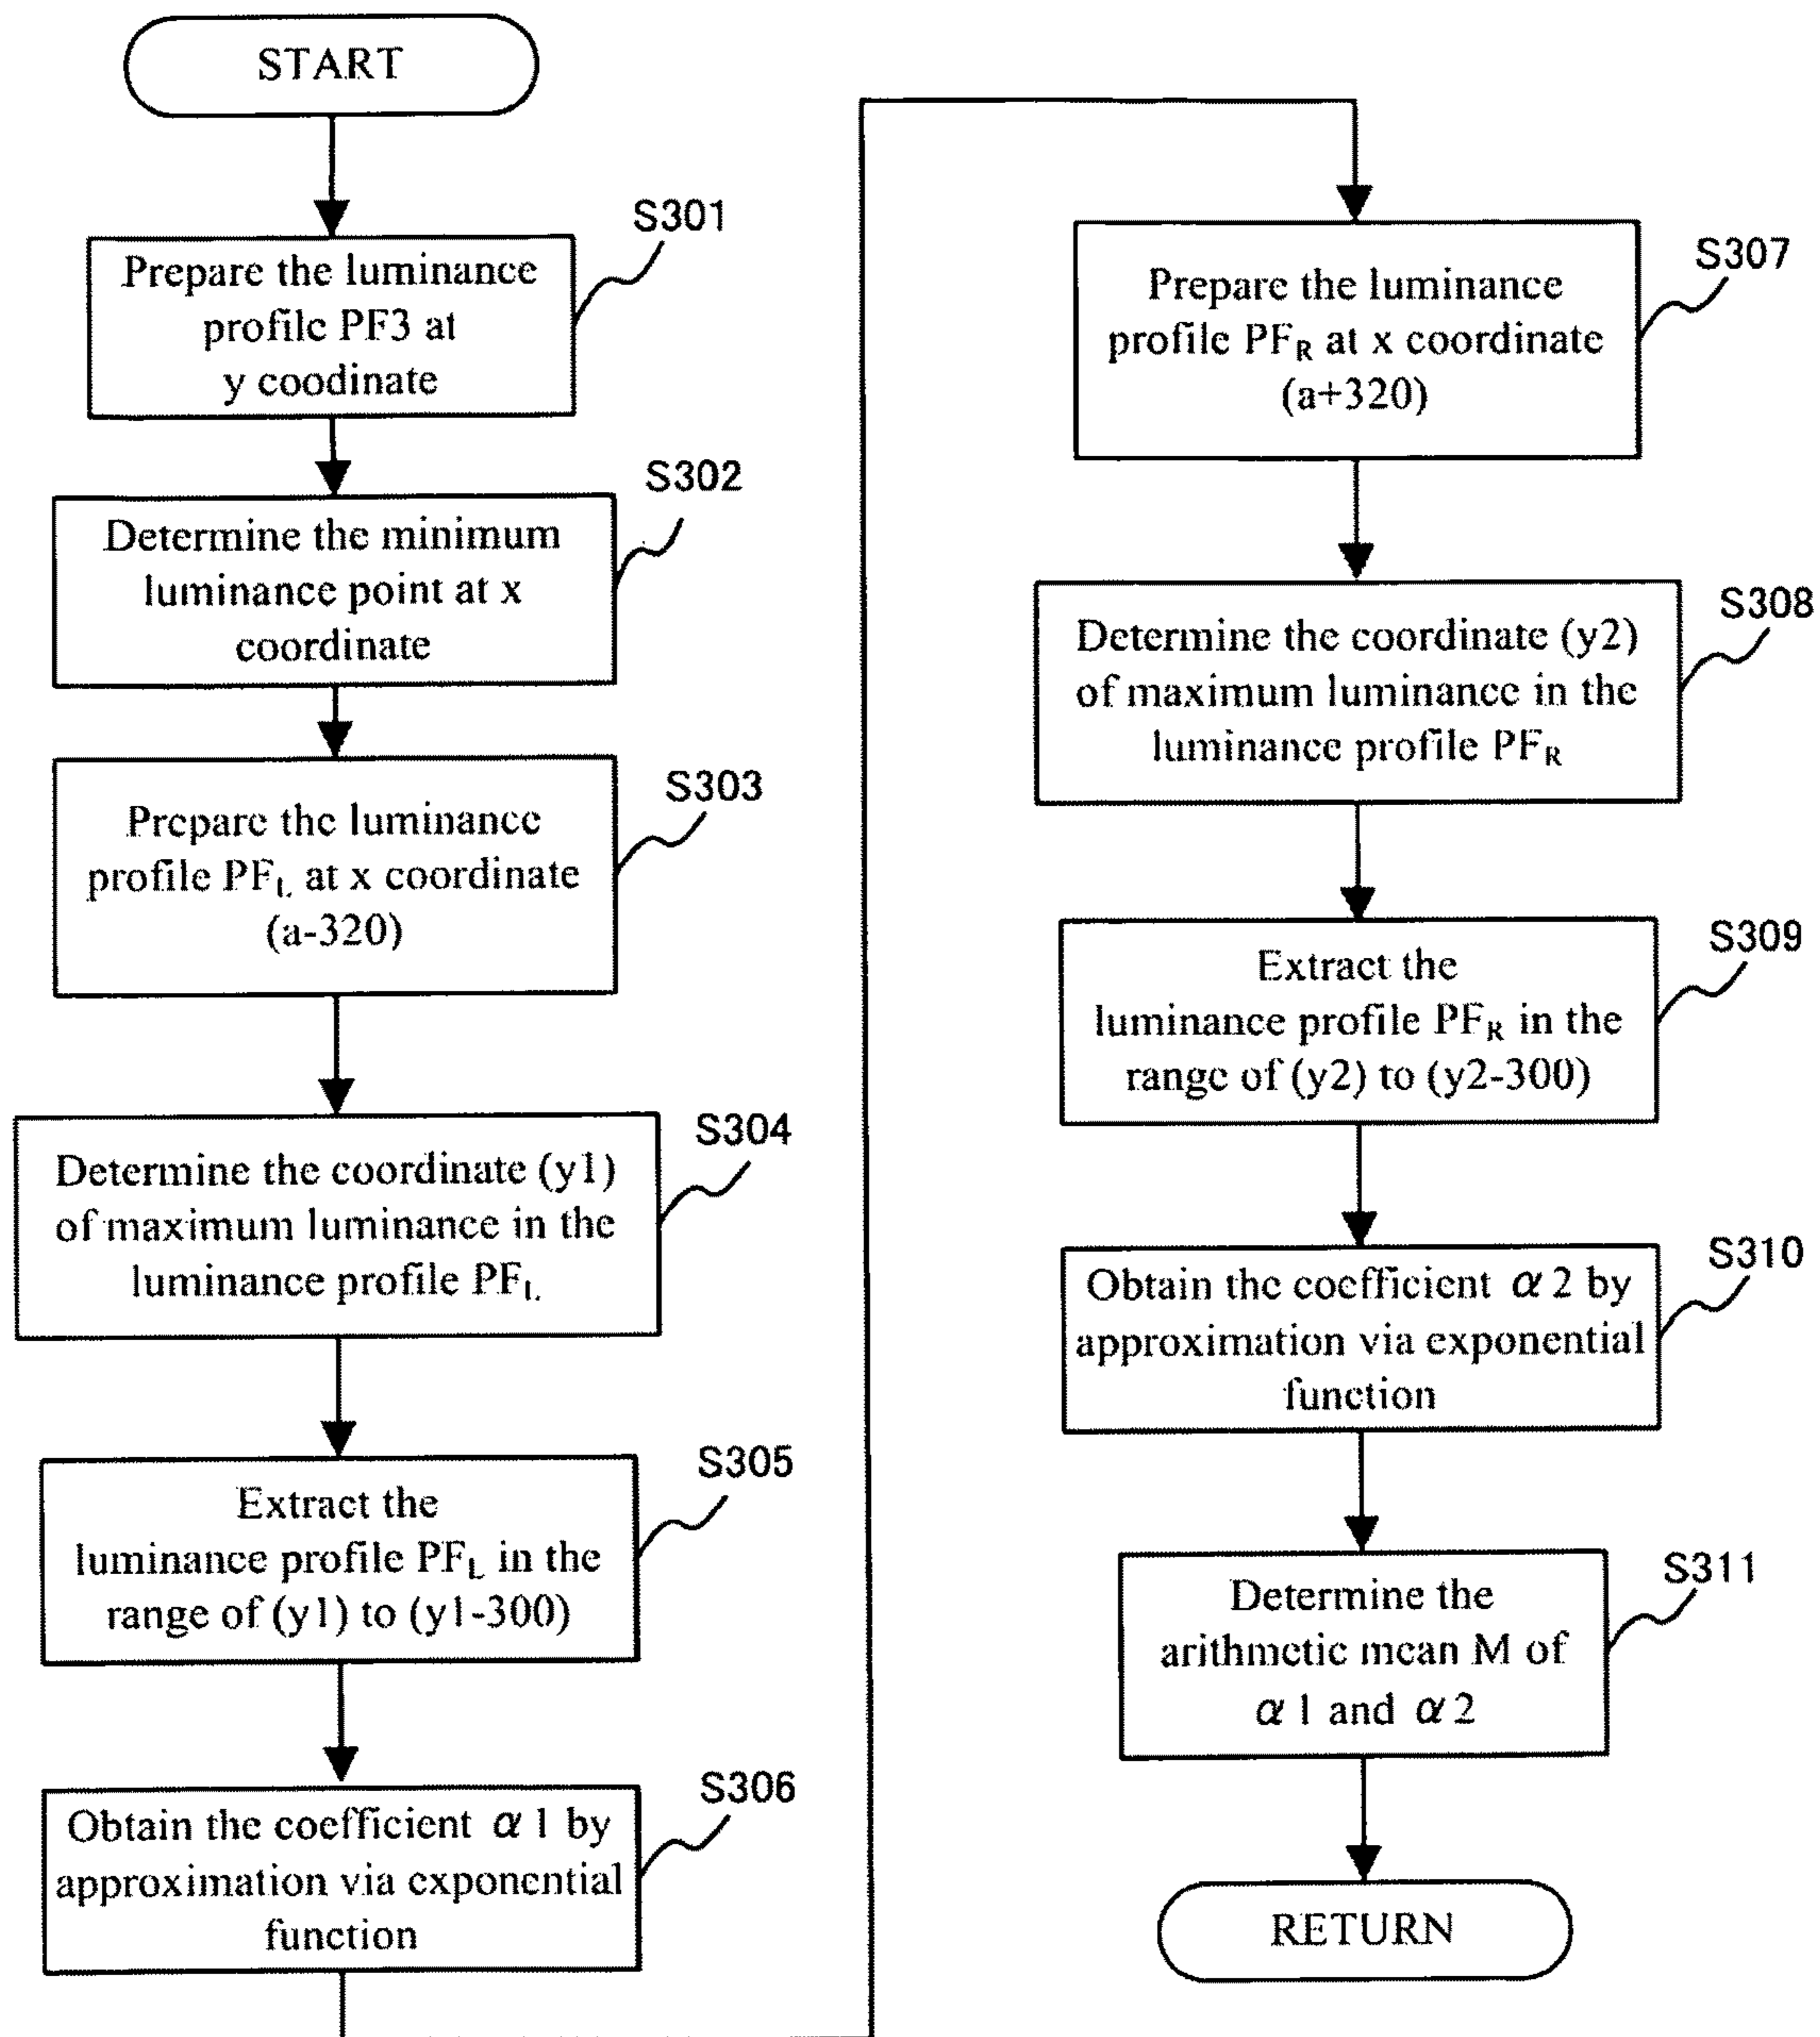 START
S301
Prepare the luminance
profile PF3 at
y coodinate
S302
Determine the minimum
luminance point at x
coordinate
S303
Prepare the luminance
profile PFL at x coordinate
(a-320)
S304
Determine the coordinate (y1)
of maximum luminance in the
luminance profile PFL
S305
Extract the
luminance profile PFL in the
range of (y1) to (y1-300)
S306
Obtain the coefficient α1 by
approximation via exponential
function
S307
Prepare the luminance
profile PFR at x coordinate
(a+320)
S308
Determine the coordinate (y2)
of maximum luminance in the
luminance profile PFR
S309
Extract the
luminance profile PFR in the
range of (y2) to (y2-300)
S310
Obtain the coefficient α2 by
approximation via exponential
function
S311
Determine the
arithmetic mean M of
α1 and α2
RETURN